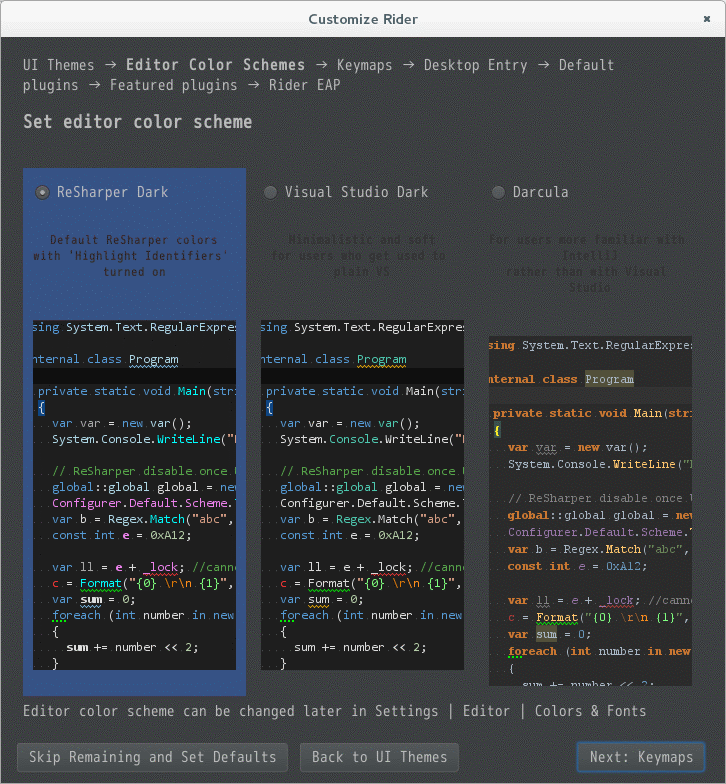 Customize Rider
UI Themes → Editor Color Schemes → Keymaps → Desktop Entry → Default
plugins → Featured plugins → Rider EAP
Set editor color scheme
ReSharper Dark
Default ReSharper colors
with 'Highlight Identifiers'
turned on
sing System.Text.RegularExpre
nternal class Program
private static void Main(stri
{
var var = new var();
System.Console.WriteLine("
// ReSharper disable once
global::global global = new
Configurer.Default.Scheme.
var b = Regex.Match("abc",
const int e = 0xA12;
var ll = e + _lock; //canno
c = Format("{0} \r\n {1}",
var sum = 0;
foreach (int number in new
{
sum += number << 2;
}
Visual Studio Dark
Minimalistic and soft
for users who get used to
plain VS
sing System.Text.RegularExpre
nternal class Program
private static void Main(stri
{
var var = new var();
System.Console.WriteLine("
// ReSharper disable once
global::global global = new
Configurer.Default.Scheme.
var b = Regex.Match("abc",
const int e = 0xA12;
var ll = e + _lock; //canno
c = Format("{0} \r\n {1}",
var sum = 0;
foreach (int number in new
{
sum += number << 2;
}
Darcula
For users more familiar with
IntelliJ
rather than with Visual
Studio
sing System.Text.RegularExpre
nternal class Program
private static void Main(stri
{
var var = new var();
System.Console.WriteLine("
// ReSharper disable once
global::global global = new
Configurer.Default.Scheme.
var b = Regex.Match("abc",
const int e = 0xA12;
var ll = e + _lock; //canno
c = Format("{0} \r\n {1}",
var sum = 0;
foreach (int number in new
{
sum += number << 2;
Editor color scheme can be changed later in Settings | Editor | Colors & Fonts
Skip Remaining and Set Defaults
Back to UI Themes
Next: Keymaps